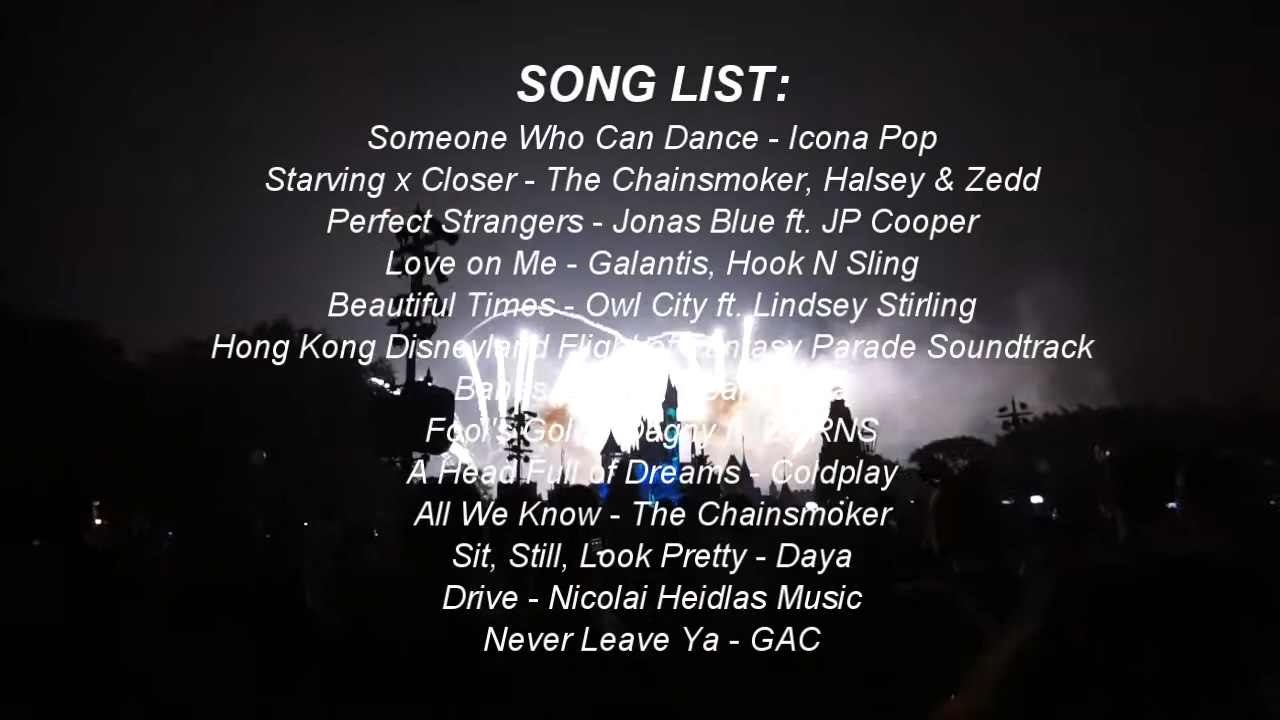 SONG LIST:
Someone Who Can Dance - Icona Pop
Starving x Closer - The Chainsmoker, Halsey & Zedd
Perfect Strangers - Jonas Blue ft. JP Cooper
Love on Me - Galantis, Hook N Sling
Beautiful Times - Owl City ft. Lindsey Stirling
Hong Kong Disneyland Flight of Fantasy Parade Soundtrack
Fool's Gold - Dagny ft.
A Head Full of Dreams - Coldplay
All We Know - The Chainsmoker
Sit, Still, Look Pretty - Daya
Drive - Nicolai Heidlas Music
Never Leave Ya - GAC